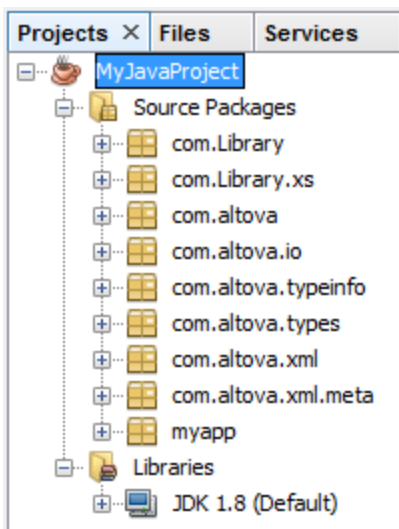 Projects × Files Services
MyJavaProject
Source Packages
com.Library
com.Library.xs
com.altova
com.altova.io
com.altova.typeinfo
com.altova.types
com.altova.xml
com.altova.xml.meta
myapp
Libraries
JDK 1.8 (Default)